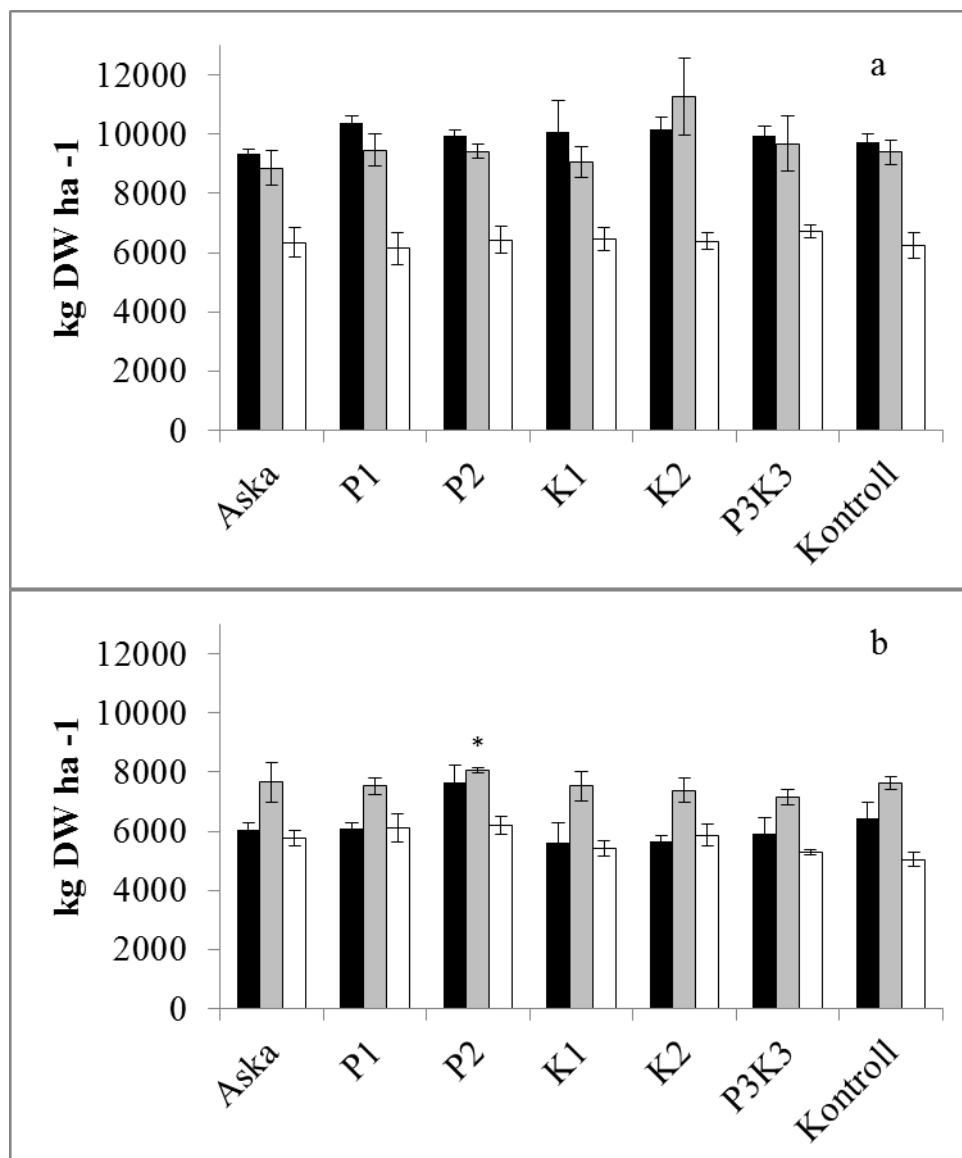 a
kg DW ha -1
12000
10000
8000
6000
4000
2000
0
Aska
P1
P2
K1
K2
P3K3
Kontroll
b
kg DW ha -1
12000
10000
8000
6000
4000
2000
0
*
Aska
P1
P2
K1
K2
P3K3
Kontroll